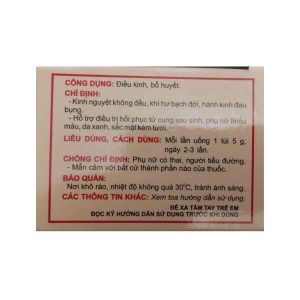 CÔNG DỤNG: Điều kinh, bổ huyết.
CHỈ ĐỊNH:
- Kinh nguyệt không đều, khí hư bạch đới, hành kinh đau
bụng.
- Hỗ trợ điều trị hồi phục tử cung sau sinh, phụ nữ thiếu
máu, da xanh, sắc mặt kém tươi.
LIỀU DÙNG, CÁCH DÙNG: Mỗi lần uống 1 túi 5 g,
ngày 2-3 lần.
CHỐNG CHỈ ĐỊNH: Phụ nữ có thai, người tiểu đường.
- Mẫn cảm với bất cứ thành phần nào của thuốc.
BẢO QUẢN:
Nơi khô ráo, nhiệt độ không quá 30°C, tránh ánh sáng.
CÁC THÔNG TIN KHÁC: Xem toa hướng dẫn sử dụng.
ĐỂ XA TẦM TAY TRẺ EM
ĐỌC KỸ HƯỚNG DẪN SỬ DỤNG TRƯỚC KHI DÙNG